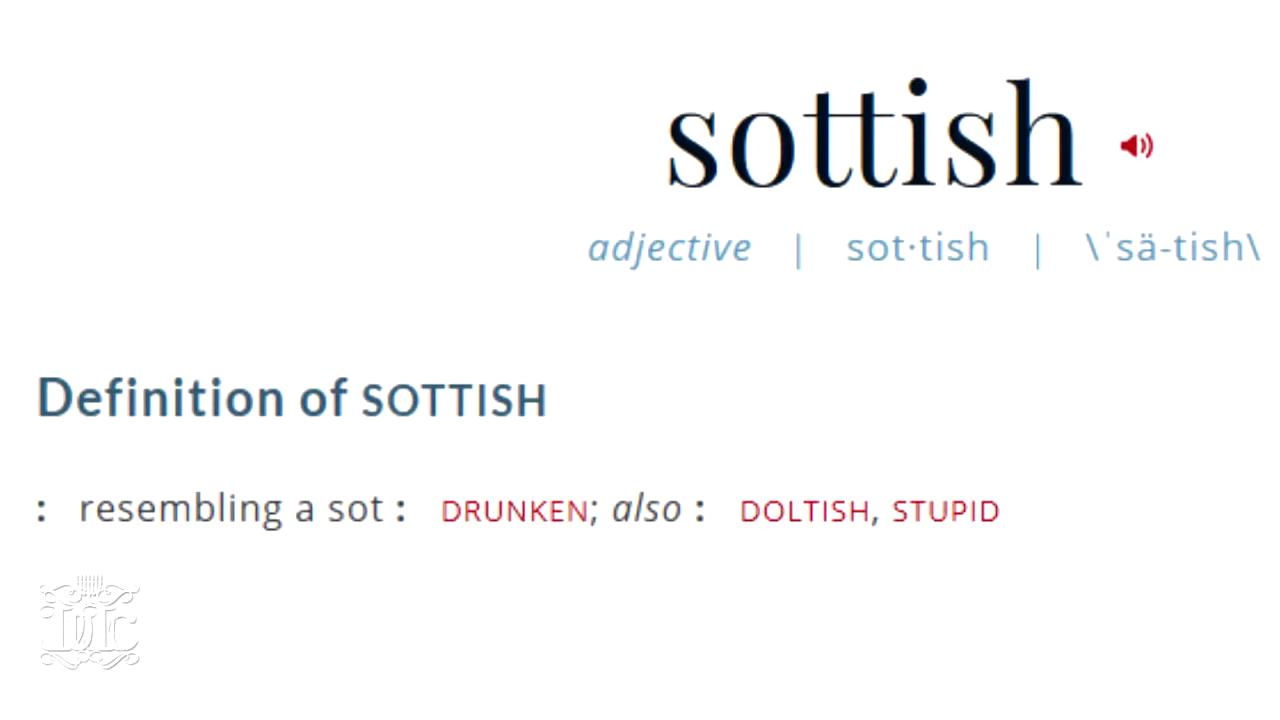 sottish
adjective | sot·tish | \ˈsä-tish\
Definition of SOTTISH
: resembling a sot : DRUNKEN; also : DOLTISH, STUPID